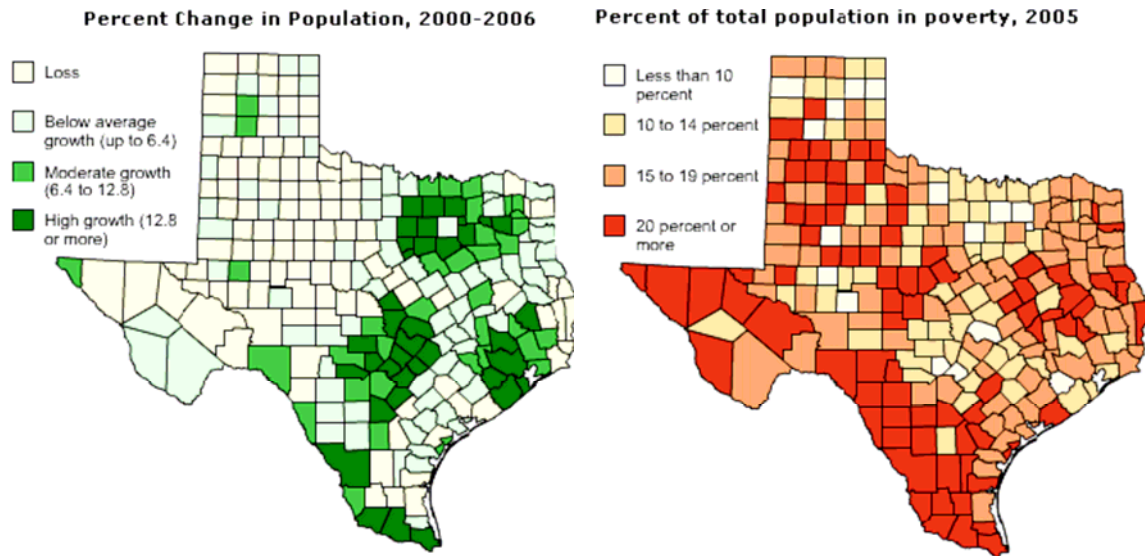 Percent Change in Population, 2000-2006
Loss
Below average
growth (up to 6.4)
Moderate growth
(6.4 to 12.8)
High growth (12.8
or more)
Percent of total population in poverty, 2005
Less than 10
percent
10 to 14 percent
15 to 19 percent
20 percent or
more